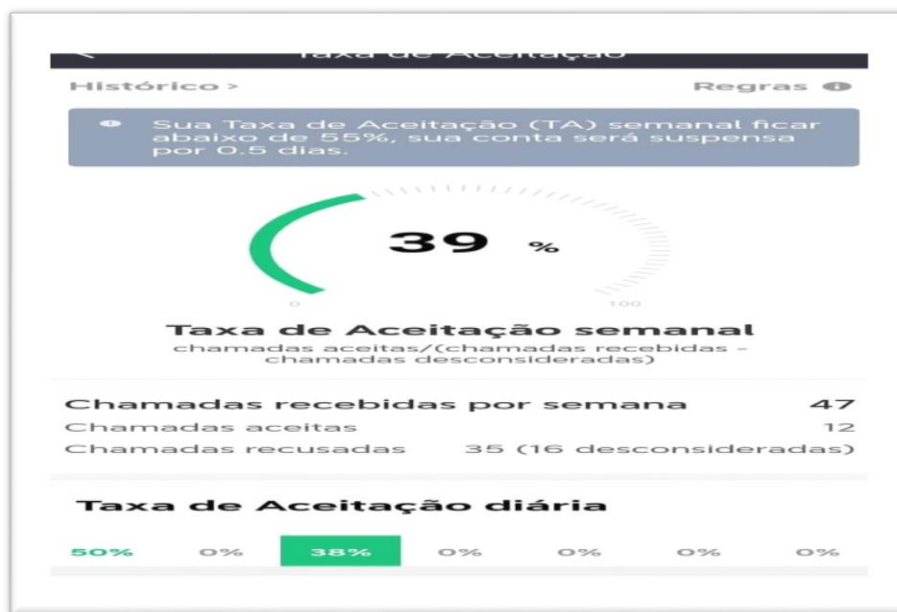 Taxa de Aceitação
Histórico > Regras
Sua Taxa de Aceitação (TA) semanal ficar
abaixo de 55%, sua conta será suspensa
por 0.5 dias.
39 %
0 100
Taxa de Aceitação semanal
chamadas aceitas/(chamadas recebidas -
chamadas desconsideradas)
Chamadas recebidas por semana 47
Chamadas aceitas 12
Chamadas recusadas 35 (16 desconsideradas)
Taxa de Aceitação diária
50% 0% 38% 0% 0% 0% 0%